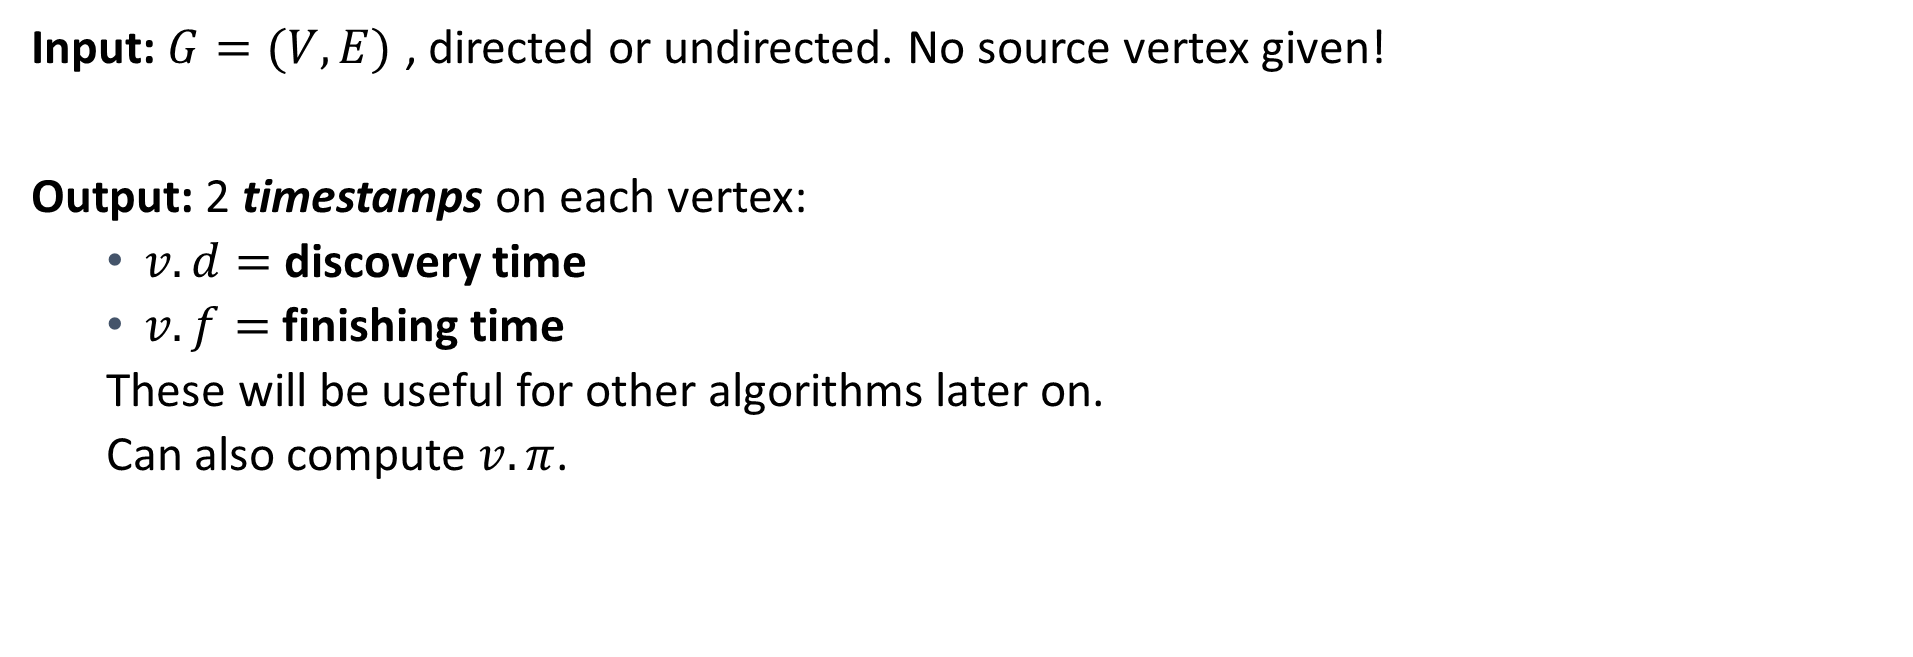 Input: G = (V, E) , directed or undirected. No source vertex given!
Output: 2 timestamps on each vertex:
• v. d = discovery time
• v. f = finishing time
These will be useful for other algorithms later on.
Can also compute v. π.